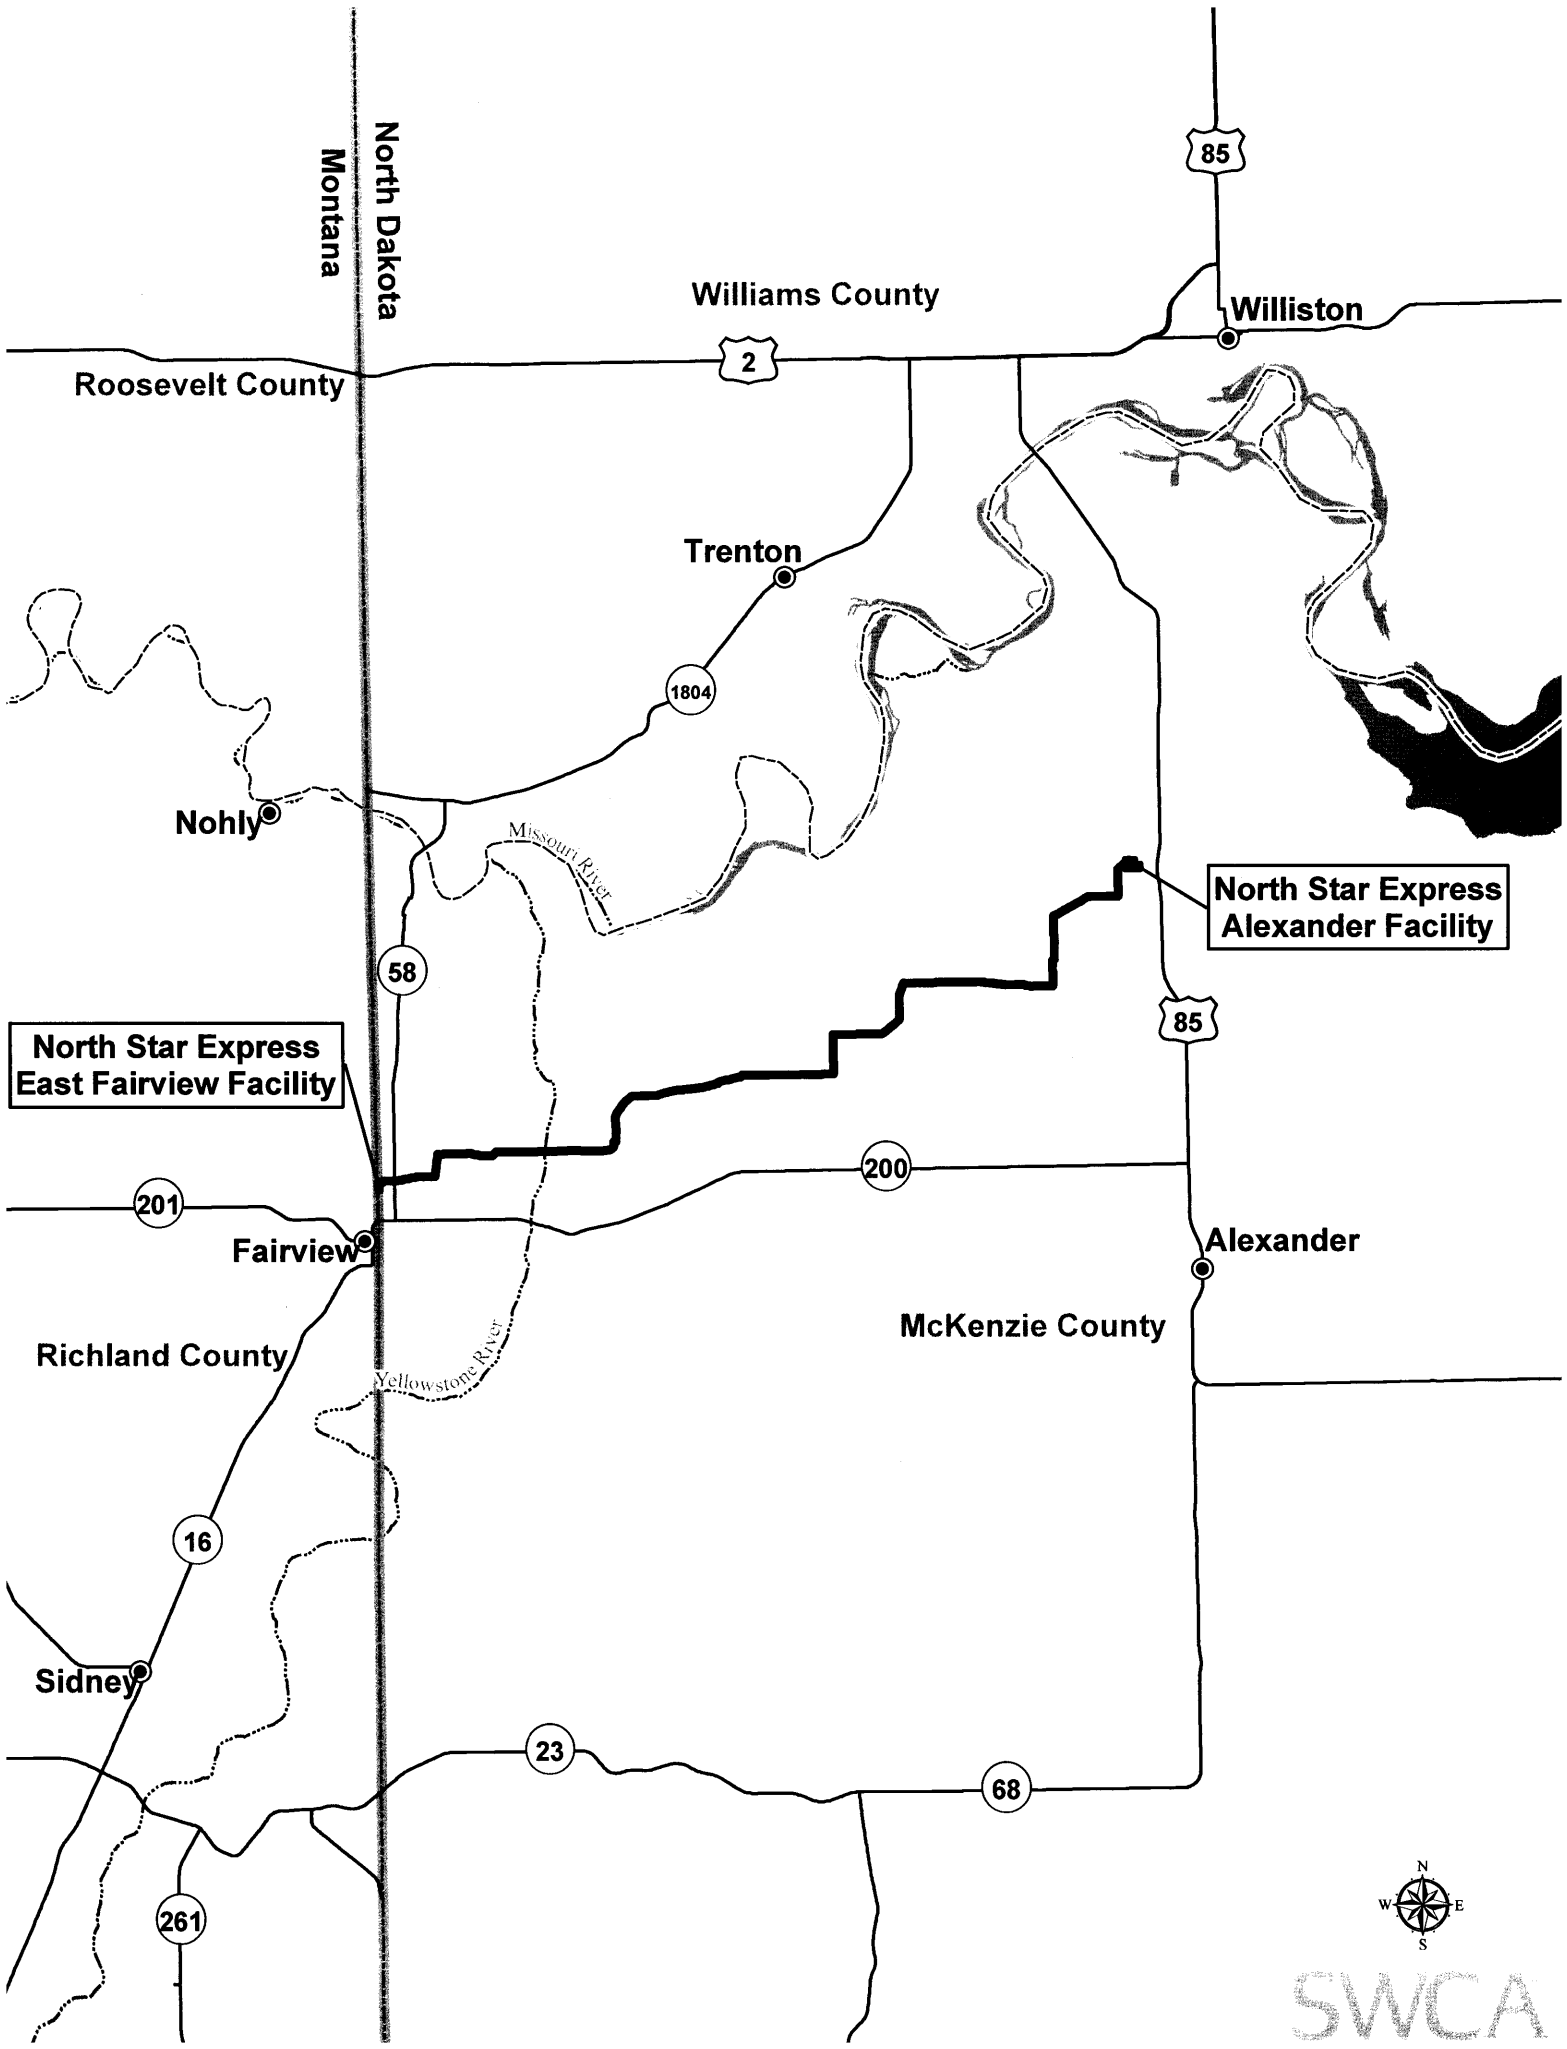 85
North Dakota
Montana
Williams County
Williston
2
Roosevelt County
Trenton
1804
Nohly
Missouri River
North Star Express
Alexander Facility
58
85
North Star Express
East Fairview Facility
200
201
Fairview
Alexander
McKenzie County
Richland County
Yellowstone River
16
Sidney
23
68
261
N
W
E
S
SWCA